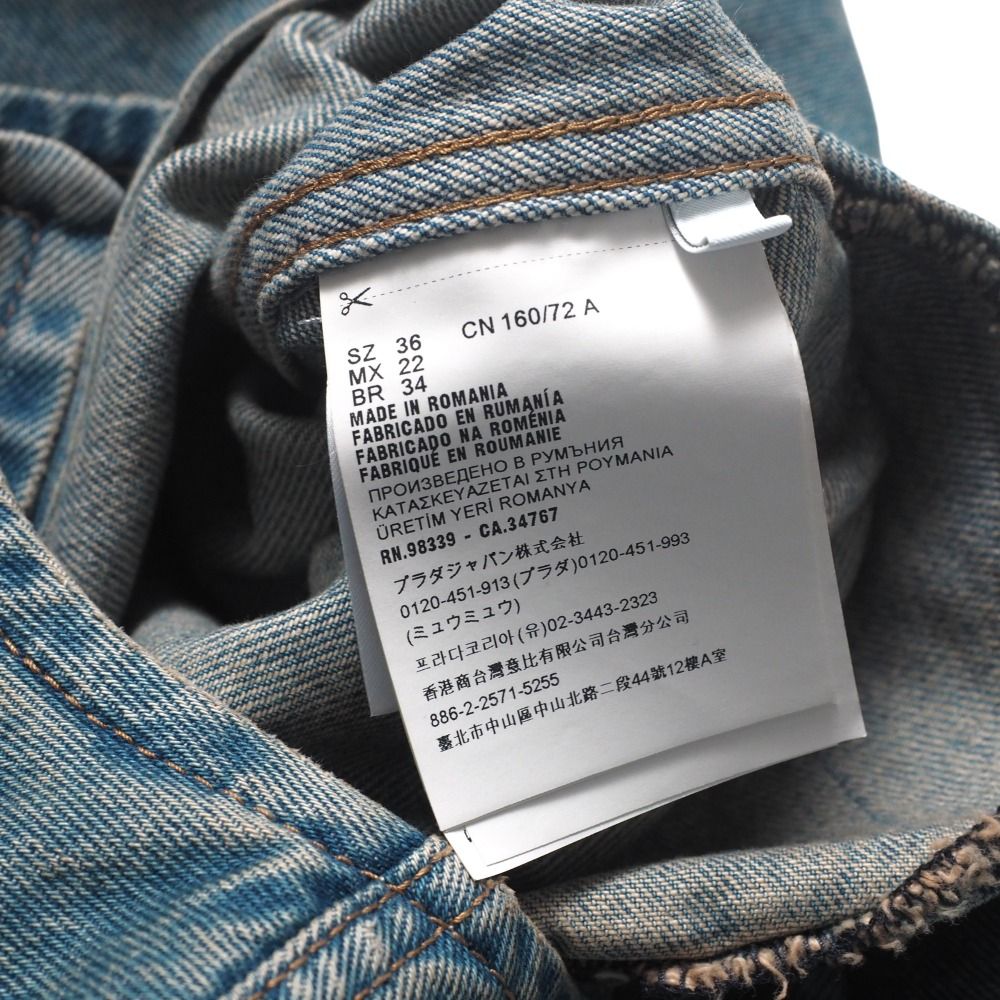 SZ 36 CN 160/72 A
MX 22
BR 34
MADE IN ROMANIA
FABRICADO EN RUMANÍA
FABRICADO NA ROMÉNIA
FABRIQUÉ EN ROUMANIE
ПРОИЗВЕДЕНО В РУМЪНИЯ
ΚΑΤΑΣΚΕΥΑΖΕΤΑΙ ΣΤΗ ΡΟΥΜΑΝΙΑ
ÜRETİM YERİ ROMANYA
RN.98339 - CA.34767
プラダジャパン株式会社
0120-451-913(プラダ)0120-451-993
(ミュウミュウ)
프라다코리아(유)02-3443-2323
香港商台灣意比有限公司台灣分公司
886-2-2571-5255
臺北市中山區中山北路二段44號12樓A室